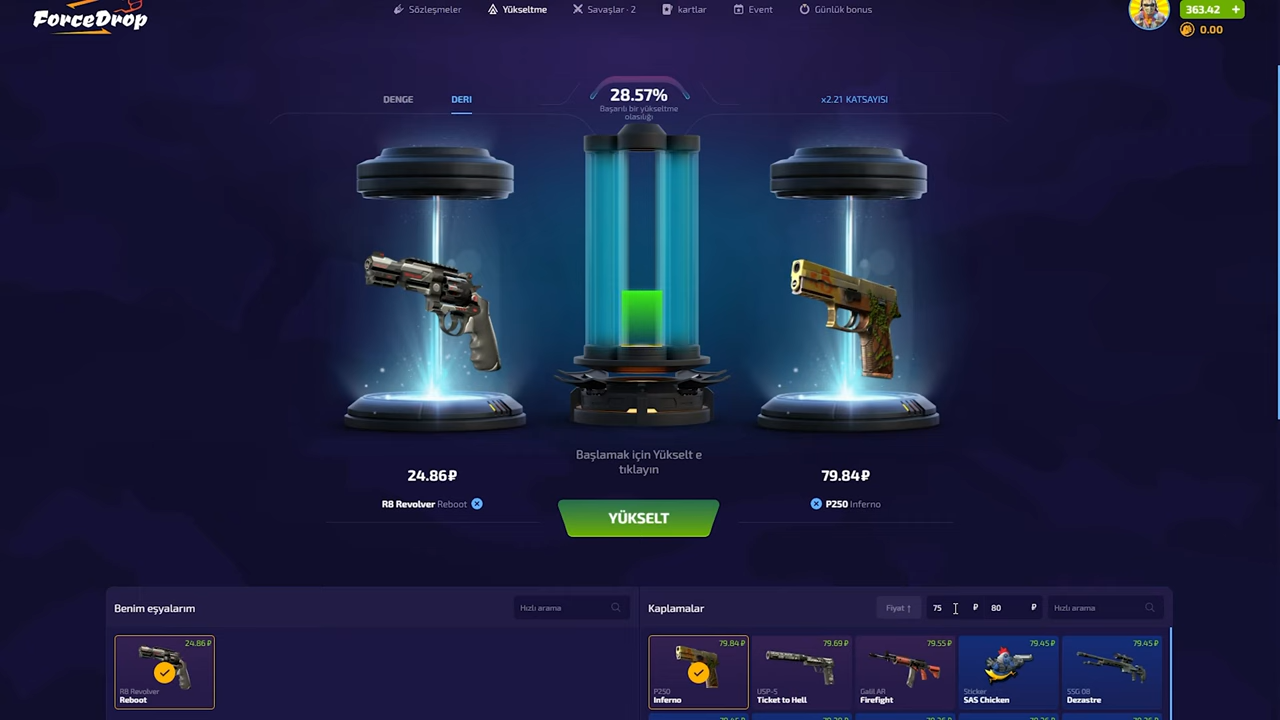 ForceDrop
Sözleşmeler
Yükseltme
Savaşlar · 2
kartlar
Event
Günlük bonus
363.42 +
0.00
DENGE
DERİ
28.57%
Başarılı bir yükseltme
olasılığı
x2.21 KATSAYISI
24.86₽
R8 Revolver Reboot
Başlamak için Yükselt e
tıklayın
YÜKSELT
79.84₽
P250 Inferno
Benim eşyalarım
Hızlı arama
Kaplamalar
Fiyat ↑
75 ₽
80 ₽
Hızlı arama
24.86 ₽
R8 Revolver
Reboot
79.84 ₽
P250
Inferno
79.69 ₽
USP-S
Ticket to Hell
79.55 ₽
Galil AR
Firefight
79.45 ₽
Sticker
SAS Chicken
79.45 ₽
SSG 08
Dezastre